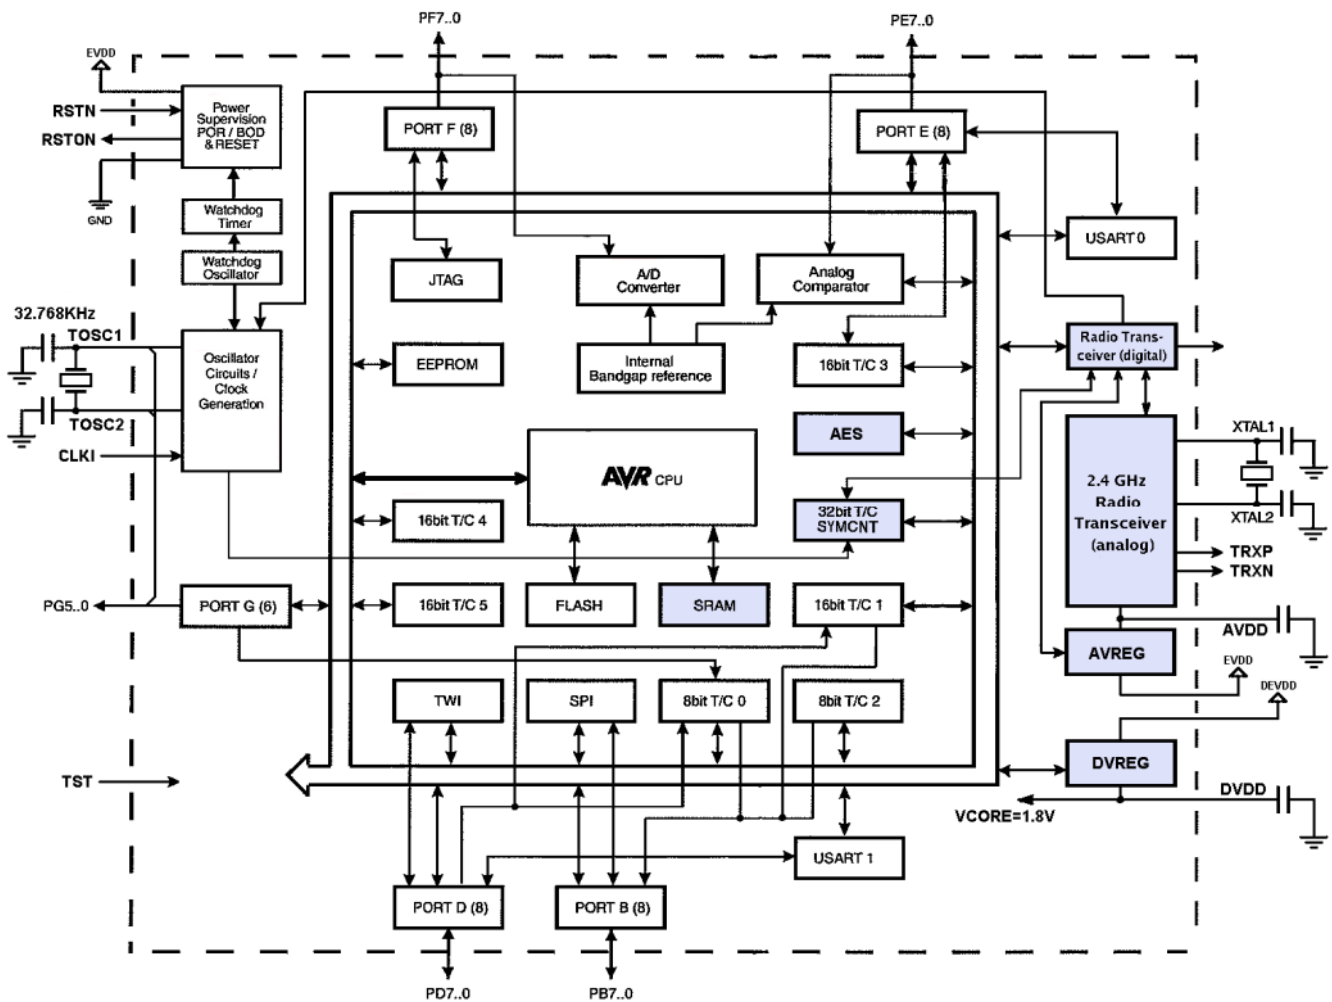 PF7..0
PE7..0
EVDD
RSTN
RSTON
GND
Power
Supervision
POR / BOD
& RESET
PORT F (8)
PORT E (8)
Watchdog
Timer
Watchdog
Oscillator
USART 0
JTAG
A/D
Converter
Analog
Comparator
32.768KHz
TOSC1
TOSC2
CLKI
Oscillator
Circuits /
Clock
Generation
EEPROM
Internal
Bandgap reference
16bit T/C 3
Radio Trans-
ceiver (digital)
AES
AVR CPU
XTAL1
XTAL2
2.4 GHz
Radio
Transceiver
(analog)
TRXP
TRXN
16bit T/C 4
32bit T/C
SYMCNT
PG5..0
PORT G (6)
16bit T/C 5
FLASH
SRAM
16bit T/C 1
AVDD
AVREG
EVDD
DEVDD
TWI
SPI
8bit T/C 0
8bit T/C 2
TST
DVREG
DVDD
VCORE=1.8V
USART 1
PORT D (8)
PORT B (8)
PD7..0
PB7..0